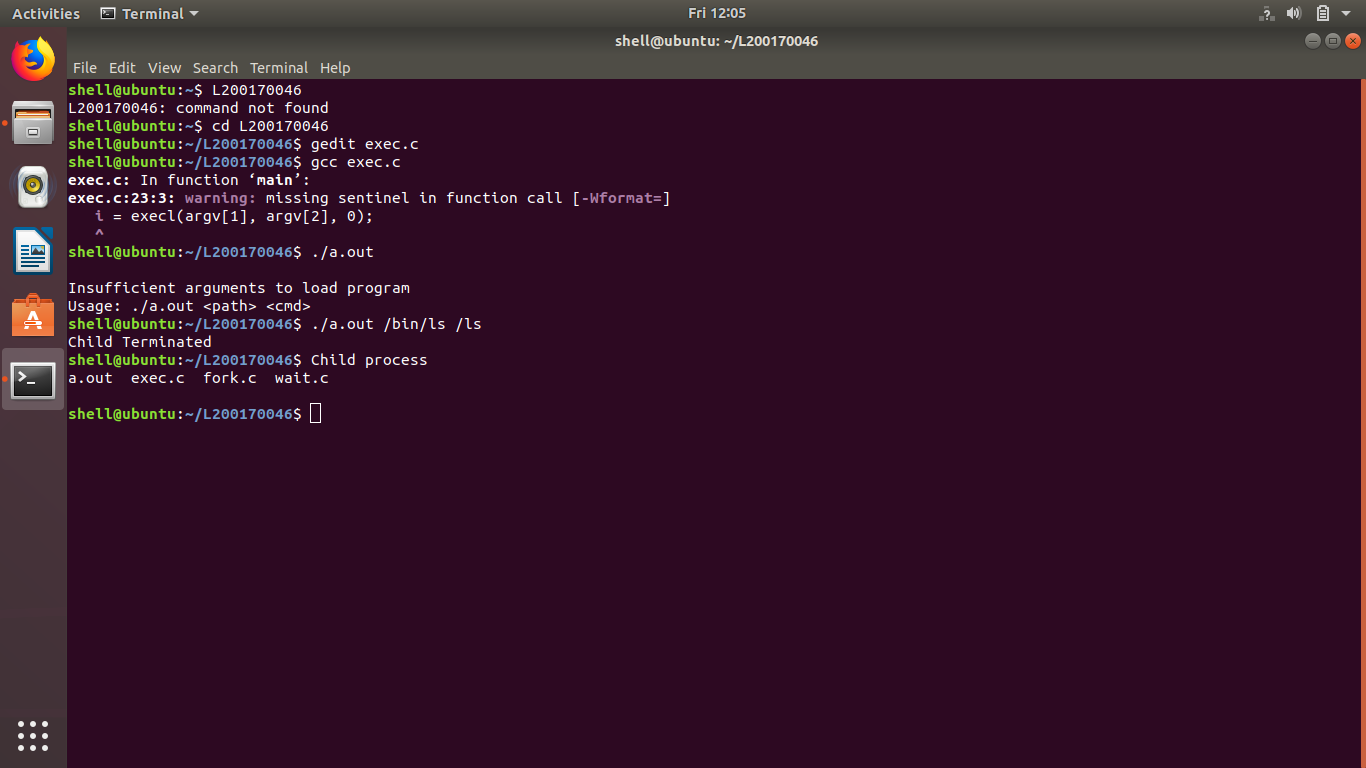 Activities Terminal Fri 12:05
shell@ubuntu: ~/L200170046
File Edit View Search Terminal Help
shell@ubuntu:~$ L200170046
L200170046: command not found
shell@ubuntu:~$ cd L200170046
shell@ubuntu:~/L200170046$ gedit exec.c
shell@ubuntu:~/L200170046$ gcc exec.c
exec.c: In function ‘main’:
exec.c:23:3: warning: missing sentinel in function call [-Wformat=]
   i = execl(argv[1], argv[2], 0);
   ^
shell@ubuntu:~/L200170046$ ./a.out
Insufficient arguments to load program
Usage: ./a.out <path> <cmd>
shell@ubuntu:~/L200170046$ ./a.out /bin/ls /ls
Child Terminated
shell@ubuntu:~/L200170046$ Child process
a.out  exec.c  fork.c  wait.c
shell@ubuntu:~/L200170046$